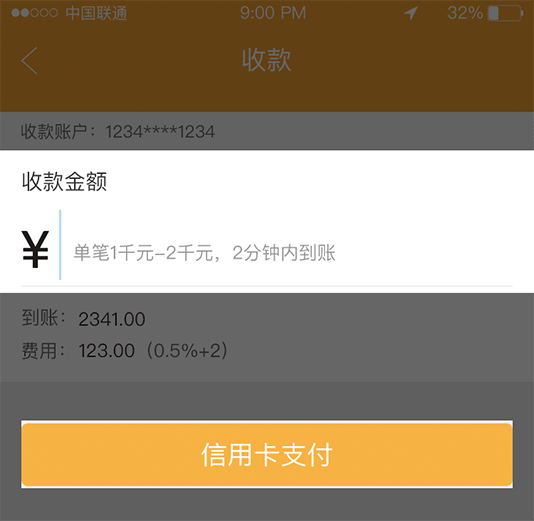 中国联通 9:00 PM 32%
收款
收款账户：1234****1234
收款金额
¥ 单笔1千元-2千元，2分钟内到账
到账：2341.00
费用：123.00（0.5%+2）
信用卡支付